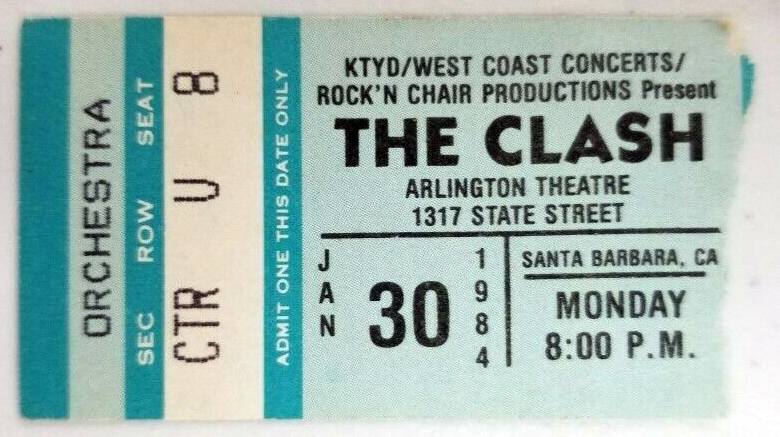 ORCHESTRA
SEC ROW SEAT
CTR U 8
ADMIT ONE THIS DATE ONLY
KTYD/WEST COAST CONCERTS/
ROCK'N CHAIR PRODUCTIONS Present
THE CLASH
ARLINGTON THEATRE
1317 STATE STREET
JAN 30 1984
SANTA BARBARA, CA
MONDAY
8:00 P.M.